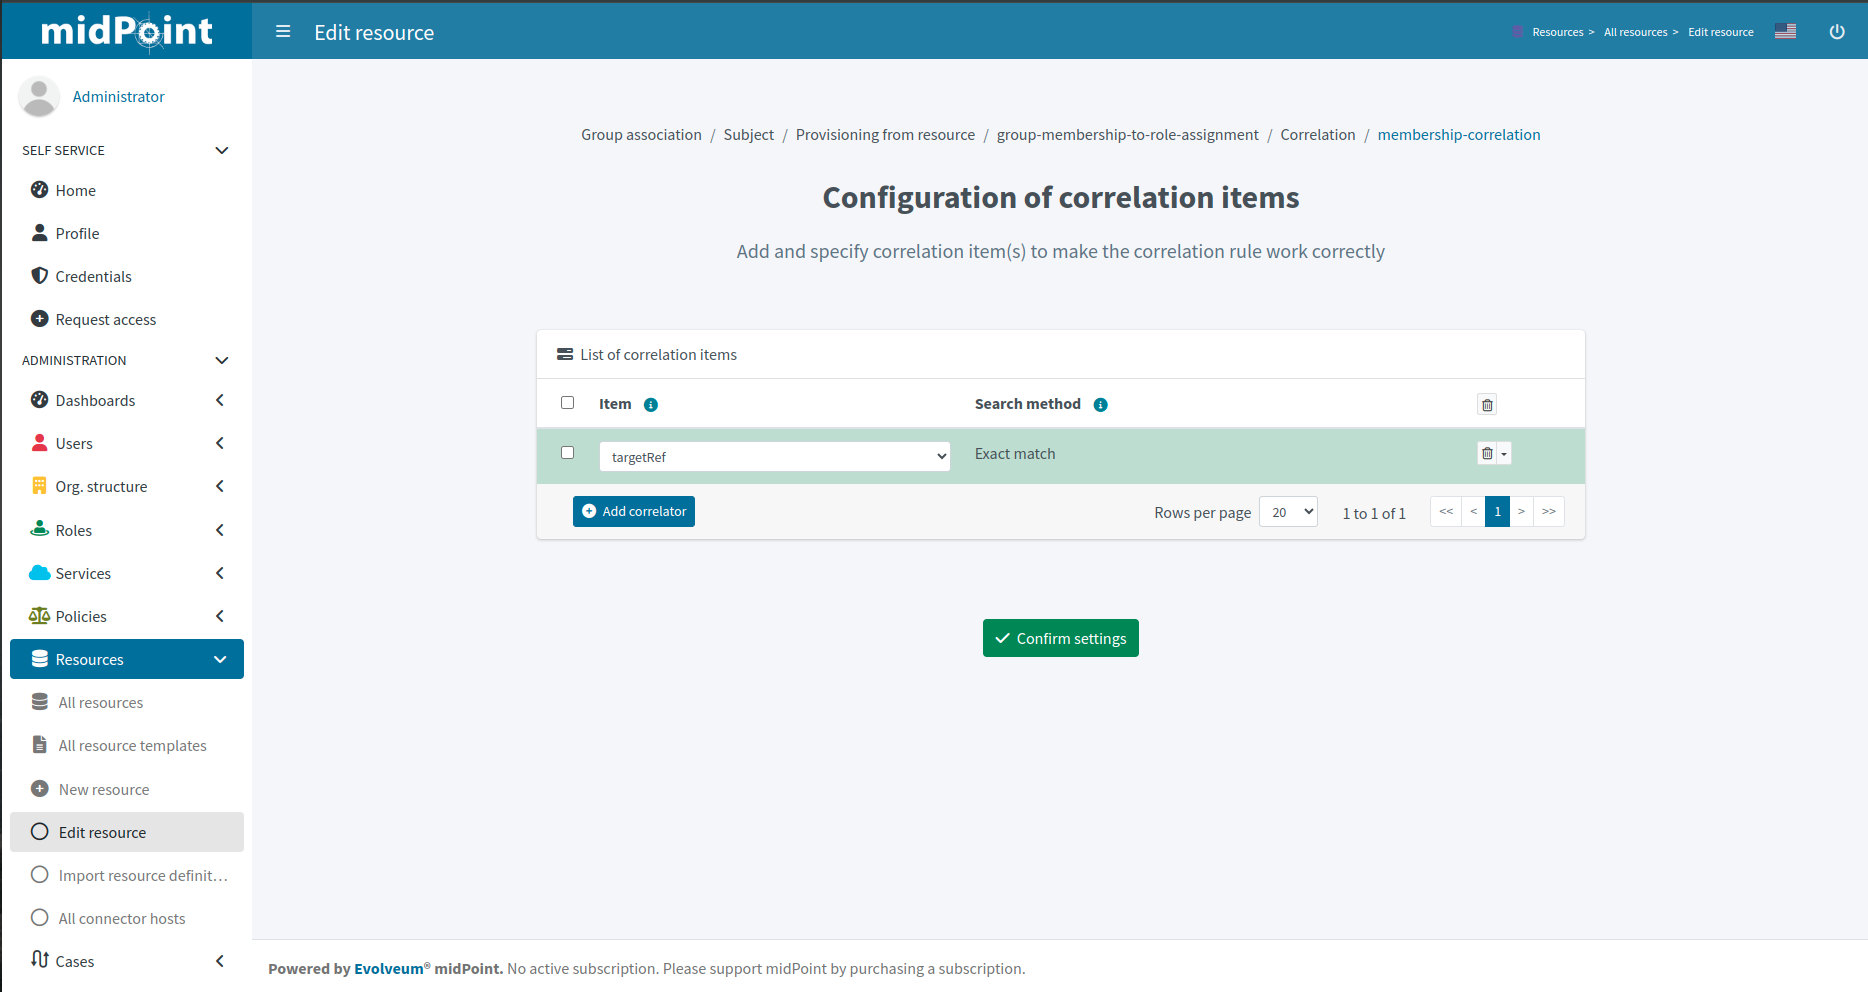 midPoint
Edit resource
Resources > All resources > Edit resource
Administrator
SELF SERVICE
Home
Profile
Credentials
Request access
ADMINISTRATION
Dashboards
Users
Org. structure
Roles
Services
Policies
Resources
All resources
All resource templates
New resource
Edit resource
Import resource definit...
All connector hosts
Cases
Group association / Subject / Provisioning from resource / group-membership-to-role-assignment / Correlation / membership-correlation
Configuration of correlation items
Add and specify correlation item(s) to make the correlation rule work correctly
List of correlation items
Item Search method
targetRef Exact match
Add correlator Rows per page 20 1 to 1 of 1 << < 1 > >>
Confirm settings
Powered by Evolveum® midPoint. No active subscription. Please support midPoint by purchasing a subscription.